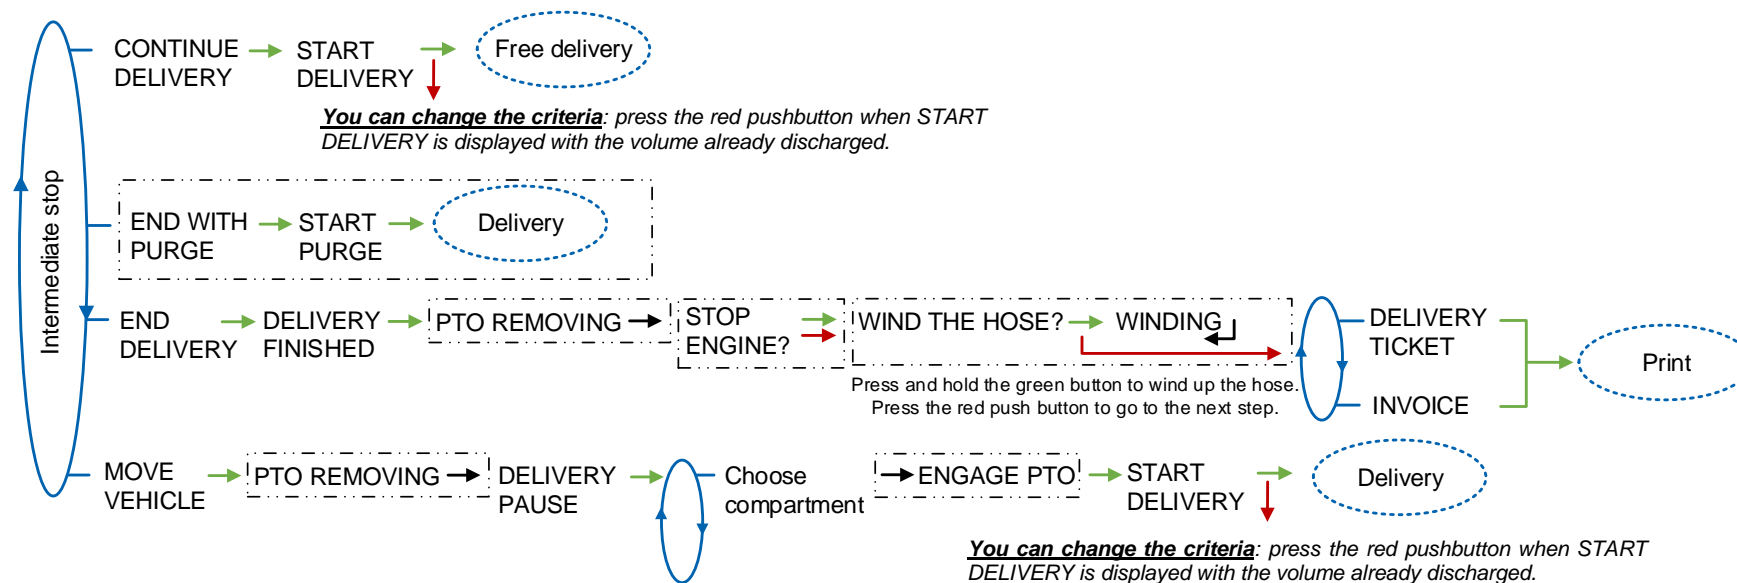 Intermediate stop
CONTINUE
DELIVERY
START
DELIVERY
Free delivery
You can change the criteria: press the red pushbutton when START
DELIVERY is displayed with the volume already discharged.
END WITH
PURGE
START
PURGE
Delivery
END
DELIVERY
DELIVERY
FINISHED
PTO REMOVING
STOP
ENGINE?
WIND THE HOSE?
WINDING
Press and hold the green button to wind up the hose.
Press the red push button to go to the next step.
DELIVERY
TICKET
INVOICE
Print
MOVE
VEHICLE
PTO REMOVING
DELIVERY
PAUSE
Choose
compartment
ENGAGE PTO
START
DELIVERY
Delivery
You can change the criteria: press the red pushbutton when START
DELIVERY is displayed with the volume already discharged.